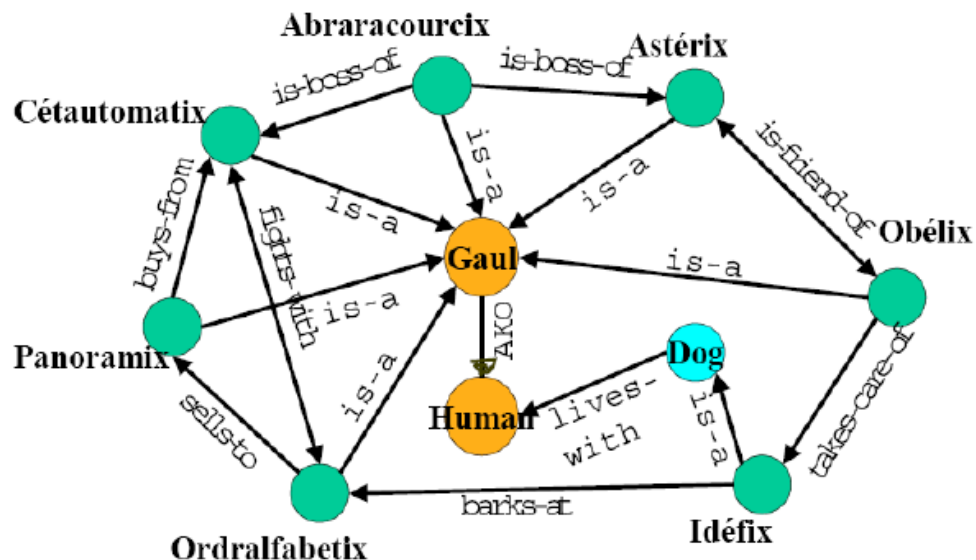 Abraracourcix
Astérix
is-boss-of
is-boss-of
Cétautomatix
is-a
is-friend-of
buys-from
is-a
is-a
fights-with
Gaul
is-a
Obélix
is-a
AKO
Dog
Panoramix
is-a
Human
lives-
with
is-a
takes-care-of
sells-to
barks-at
Idéfix
Ordralfabetix